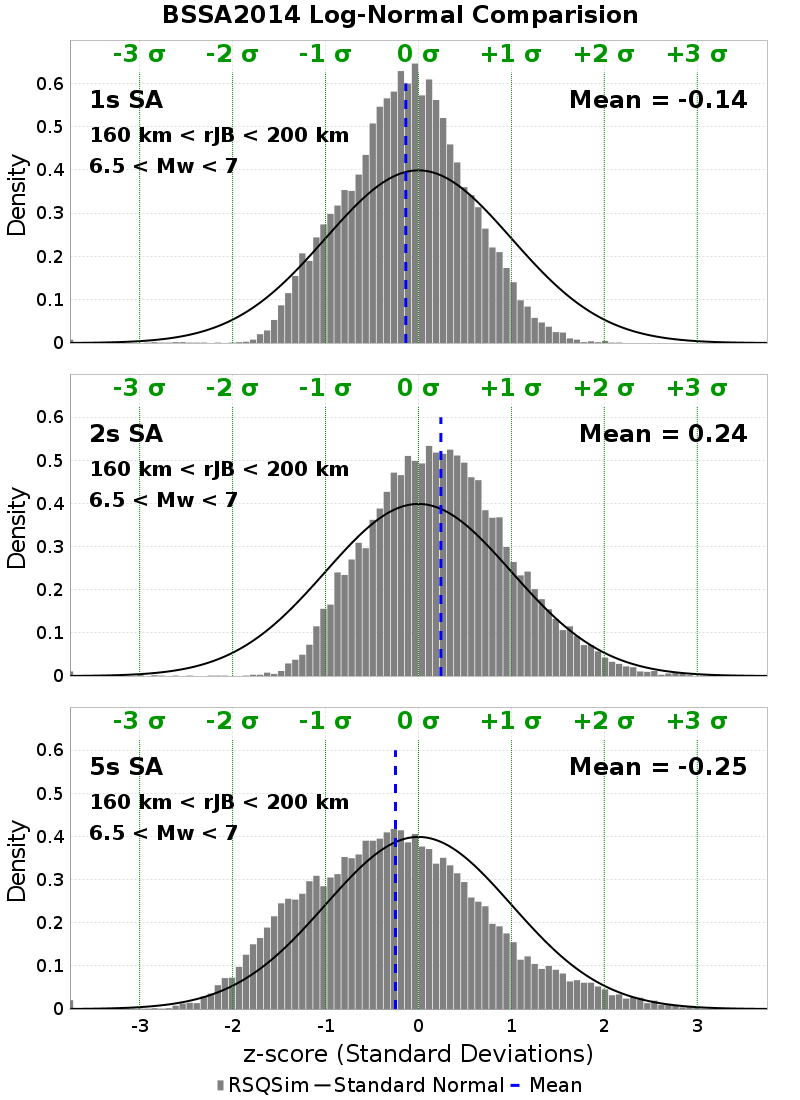 BSSA2014 Log-Normal Comparision
-3 σ -2 σ -1 σ 0 σ +1 σ +2 σ +3 σ
1s SA
Mean = -0.14
160 km < rJB < 200 km
6.5 < Mw < 7
Density
0.6
0.5
0.4
0.3
0.2
0.1
0
-3 σ -2 σ -1 σ 0 σ +1 σ +2 σ +3 σ
2s SA
Mean = 0.24
160 km < rJB < 200 km
6.5 < Mw < 7
Density
0.6
0.5
0.4
0.3
0.2
0.1
0
-3 σ -2 σ -1 σ 0 σ +1 σ +2 σ +3 σ
5s SA
Mean = -0.25
160 km < rJB < 200 km
6.5 < Mw < 7
Density
0.6
0.5
0.4
0.3
0.2
0.1
0
-3 -2 -1 0 1 2 3
z-score (Standard Deviations)
RSQSim Standard Normal Mean